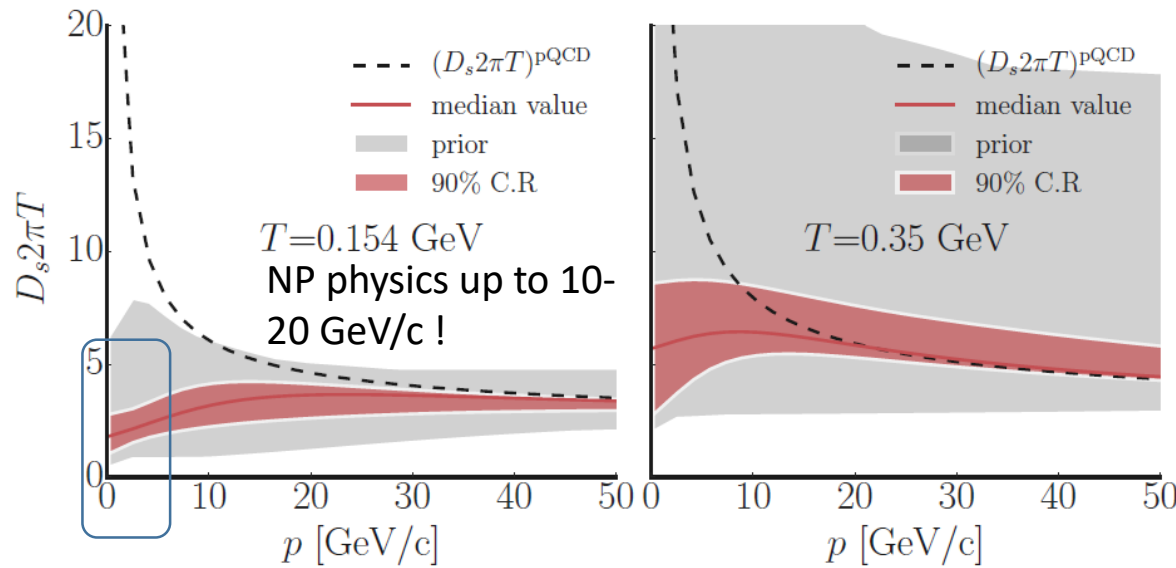 20
15
10
5
0
D_s2πT
(D_s2πT)^pQCD
median value
prior
90% C.R
T=0.154 GeV
NP physics up to 10-
20 GeV/c !
0 10 20 30 40 50
p [GeV/c]
(D_s2πT)^pQCD
median value
prior
90% C.R
T=0.35 GeV
0 10 20 30 40 50
p [GeV/c]